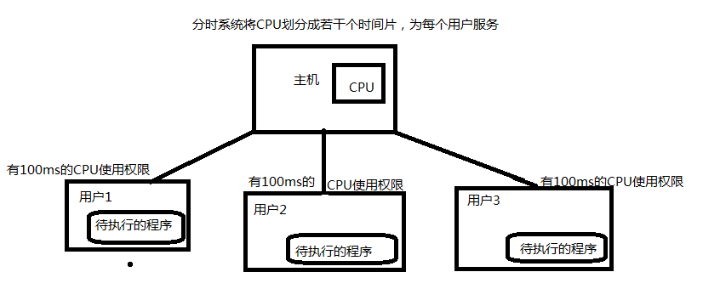 分时系统将CPU划分成若干个时间片，为每个用户服务
主机
CPU
有100ms的CPU使用权限
用户1
待执行的程序
有100ms的 CPU使用权限
用户2
待执行的程序
有100ms的CPU使用权限
用户3
待执行的程序